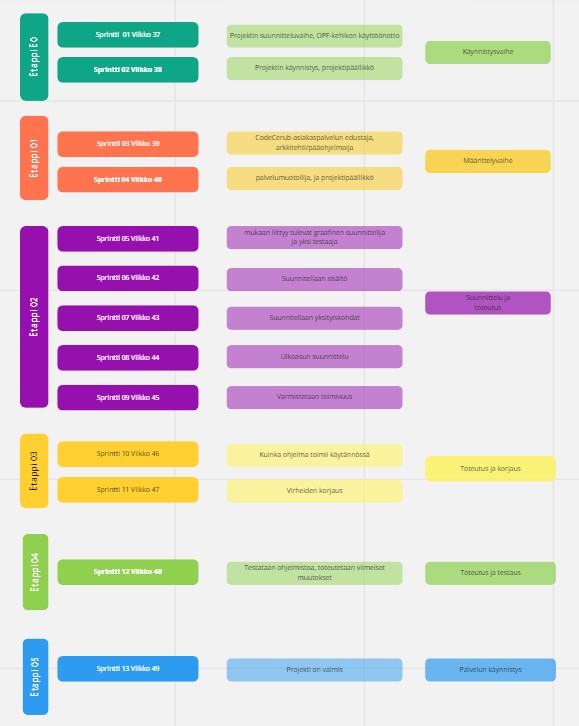 Etappi E0
Sprintti 01 Viikko 37
Projektin suunnitteluvaihe, OPF-kehikon käyttöönotto
Käynnistysvaihe
Sprintti 02 Viikko 38
Projektin käynnistys, projektipäällikkö
Etappi 01
Sprintti 03 Viikko 39
CodeCerub-asiakaspalvelun edustaja,
arkkitehti/pääohjelmoija
Määrittelyvaihe
Sprintti 04 Viikko 40
palvelumuotoilija, ja projektipäällikkö
Etappi 02
Sprintti 05 Viikko 41
mukaan liittyy tulevat graafinen suunnittelija
ja yksi testaaja
Sprintti 06 Viikko 42
Suunnitellaan sisältö
Suunnittelu ja
toteutus
Sprintti 07 Viikko 43
Suunnitellaan yksityiskohdat
Sprintti 08 Viikko 44
Ulkoasun suunnittelu
Sprintti 09 Viikko 45
Varmistetaan toimivuus
Etappi 03
Sprintti 10 Viikko 46
Kuinka ohjelma toimii käytännössä
Toteutus ja korjaus
Sprintti 11 Viikko 47
Virheiden korjaus
Etappi 04
Sprintti 12 Viikko 48
Testataan ohjelmistoa, toteutetaan viimeiset
muutokset
Toteutus ja testaus
Etappi 05
Sprintti 13 Viikko 49
Projekti on valmis
Palvelun käynnistys